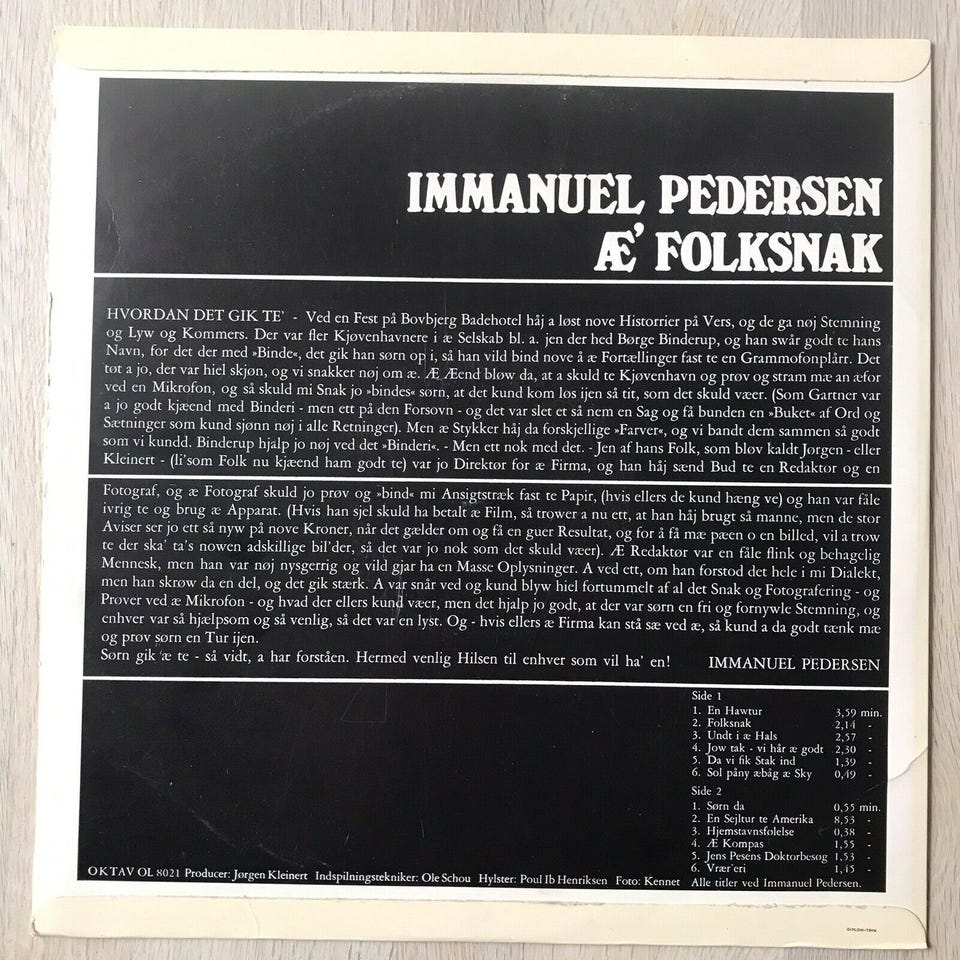 IMMANUEL PEDERSEN
Æ' FOLKSNAK
HVORDAN DET GIK TE' - Ved en Fest på Bovbjerg Badehotel håj a løst nove Historrier på Vers, og de ga nøj Stemning
og Lyw og Kommers. Der var fler Kjøvenhavnere i æ Selskab bl. a. jen der hed Børge Binderup, og han swår godt te hans
Navn, for det der med »Binde«, det gik han sørn op i, så han vild bind nove å æ Fortællinger fast te en Grammofonplårr. Det
tøt a jo, der var hiel skjøn, og vi snakker nøj om æ. Æ Æend bløw da, at a skuld te Kjøvenhavn og prøv og stram mæ an æfor
ved en Mikrofon, og så skuld mi Snak jo »bindes« sørn, at det kund kom løs ijen så tit, som det skuld væer. (Som Gartner var
a jo godt kjæend med Binderi - men ett på den Forsovn - og det var slet et så nem en Sag og få bunden en »Buket« af Ord og
Sætninger som kund sjønn nøj i alle Retninger). Men æ Stykker håj da forskjellige »Farver«, og vi bandt dem sammen så godt
som vi kundd. Binderup hjalp jo nøj ved det »Binderi«. - Men ett nok med det. - Jen af hans Folk, som bløv kaldt Jørgen - eller
Kleinert - (li'som Folk nu kjæend ham godt te) var jo Direktør for æ Firma, og han håj sænd Bud te en Redaktør og en
Fotograf, og æ Fotograf skuld jo prøv og »bind« mi Ansigtstræk fast te Papir, (hvis ellers de kund hæng ve) og han var fåle
ivrig te og brug æ Apparat. (Hvis han sjel skuld ha betalt æ Film, så trower a nu ett, at han håj brugt så manne, men de stor
Aviser ser jo ett så nyw på nove Kroner, når det gælder om og få en guer Resultat, og for å få mæ pæen o en billed, vil a trow
te der ska' ta's nowen adskillige bil'der, så det var jo nok som det skuld væer). Æ Redaktør var en fåle flink og behagelig
Mennesk, men han var nøj nysgerrig og vild gjar ha en Masse Oplysninger. A ved ett, om han forstod det hele i mi Dialekt,
men han skrøw da en del, og det gik stærk. A var snår ved og kund blyw hiel fortummelt af al det Snak og Fotografering - og
Prøver ved æ Mikrofon - og hvad der ellers kund væer, men det hjalp jo godt, at der var sørn en fri og fornywle Stemning, og
enhver var så hjælpsom og så venlig, så det var en lyst. Og - hvis ellers æ Firma kan stå sæ ved æ, så kund a da godt tænk mæ
og prøv sørn en Tur ijen.
Sørn gik æ te - så vidt, a har forståen. Hermed venlig Hilsen til enhver som vil ha' en! IMMANUEL PEDERSEN
Side 1
1. En Hawtur 3,59 min.
2. Folksnak 2,14 -
3. Undt i æ Hals 2,57 -
4. Jow tak - vi hår æ godt 2,30 -
5. Da vi fik Stak ind 1,39 -
6. Sol påny æbåg æ Sky 0,49 -
Side 2
1. Sørn da 0,55 min.
2. En Sejltur te Amerika 8,53 -
3. Hjemstavnsfølelse 0,38 -
4. Æ Kompas 1,55 -
5. Jens Pesens Doktorbesøg 1,53 -
6. Vrær'eri 1,15 -
OKTAV OL 8021 Producer: Jørgen Kleinert Indspilningstekniker: Ole Schou Hylster: Poul Ib Henriksen Foto: Kennet Alle titler ved Immanuel Pedersen.
DIPLOM-TRYK